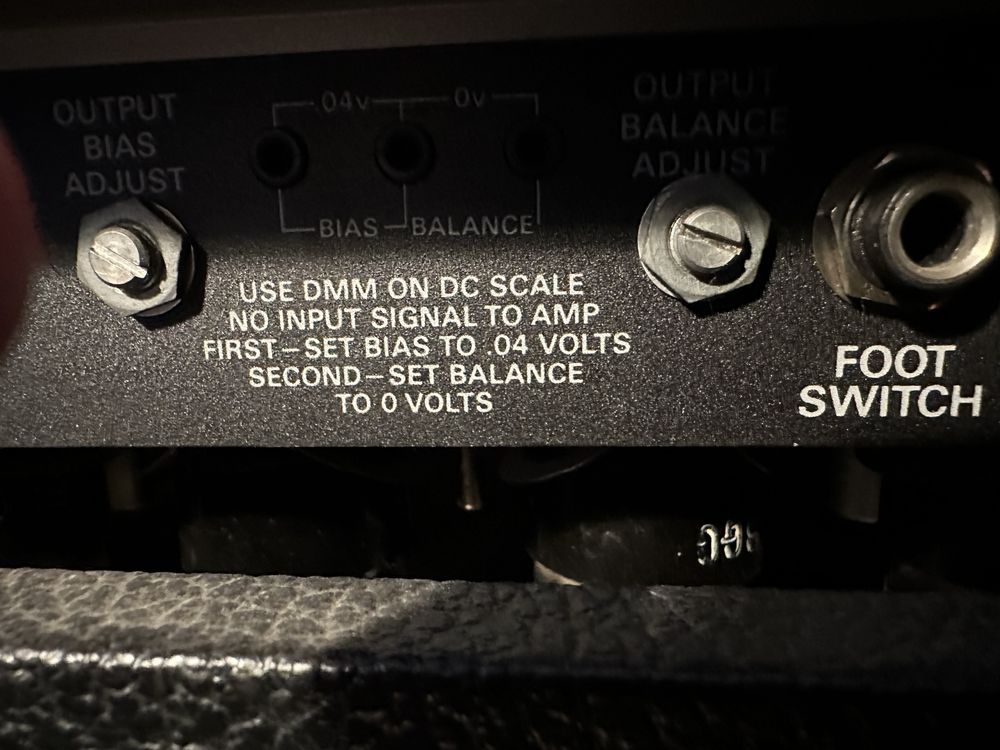 OUTPUT
BIAS
ADJUST
.04v
0v
BIAS
BALANCE
OUTPUT
BALANCE
ADJUST
USE DMM ON DC SCALE
NO INPUT SIGNAL TO AMP
FIRST–SET BIAS TO .04 VOLTS
SECOND–SET BALANCE
TO 0 VOLTS
FOOT
SWITCH